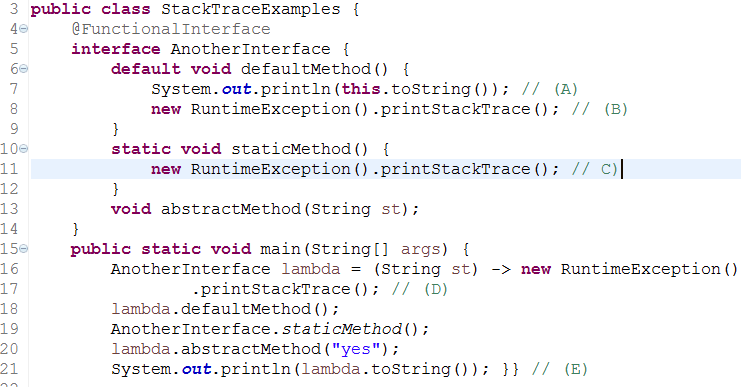 3 public class StackTraceExamples {
4 @FunctionalInterface
5 interface AnotherInterface {
6 default void defaultMethod() {
7 System.out.println(this.toString()); // (A)
8 new RuntimeException().printStackTrace(); // (B)
9 }
10 static void staticMethod() {
11 new RuntimeException().printStackTrace(); // C)
12 }
13 void abstractMethod(String st);
14 }
15 public static void main(String[] args) {
16 AnotherInterface lambda = (String st) -> new RuntimeException()
17 .printStackTrace(); // (D)
18 lambda.defaultMethod();
19 AnotherInterface.staticMethod();
20 lambda.abstractMethod("yes");
21 System.out.println(lambda.toString()); }} // (E)